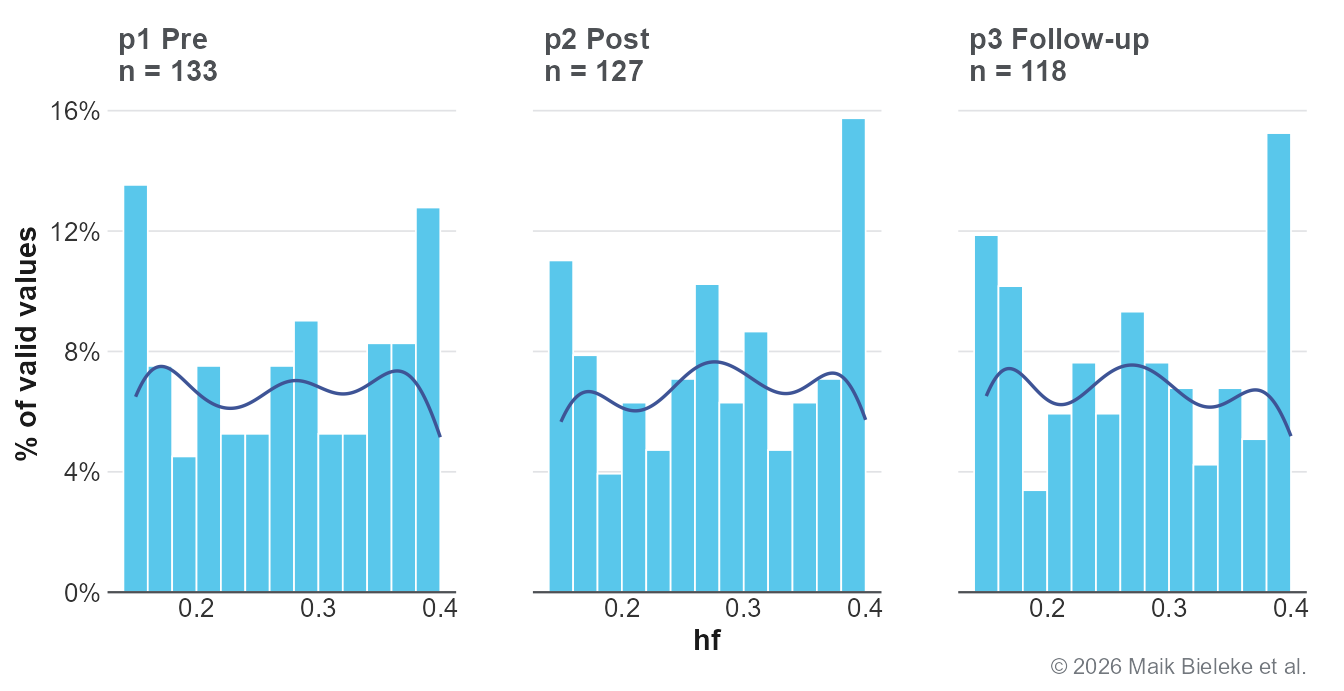 p1 Pre
n = 133
p2 Post
n = 127
p3 Follow-up
n = 118
16%
12%
8%
4%
0%
% of valid values
0.2 0.3 0.4
0.2 0.3 0.4
0.2 0.3 0.4
hf
© 2026 Maik Bieleke et al.